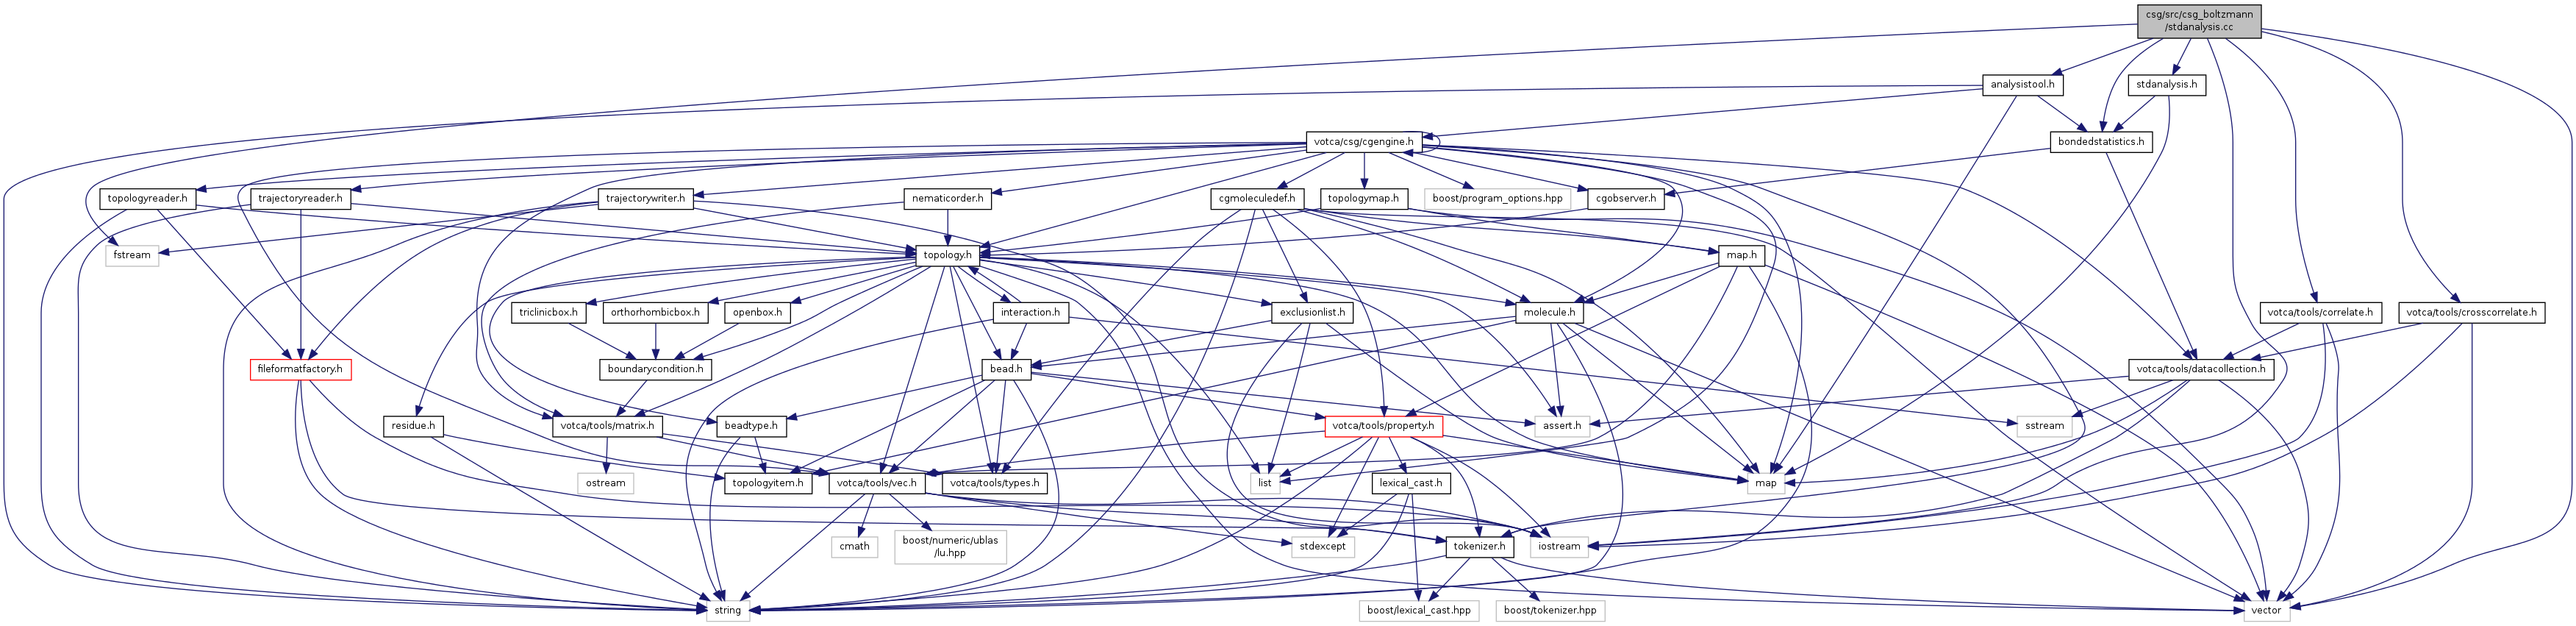 csg/src/csg_boltzmann
/stdanalysis.cc
analysistool.h
stdanalysis.h
votca/csg/cgengine.h
bondedstatistics.h
topologyreader.h
trajectoryreader.h
trajectorywriter.h
nematicorder.h
cgmoleculedef.h
topologymap.h
boost/program_options.hpp
cgobserver.h
fstream
topology.h
map.h
triclinicbox.h
orthorhombicbox.h
openbox.h
interaction.h
exclusionlist.h
molecule.h
votca/tools/correlate.h
votca/tools/crosscorrelate.h
fileformatfactory.h
boundarycondition.h
bead.h
votca/tools/datacollection.h
residue.h
votca/tools/matrix.h
beadtype.h
votca/tools/property.h
assert.h
sstream
ostream
topologyitem.h
votca/tools/vec.h
votca/tools/types.h
list
lexical_cast.h
map
cmath
boost/numeric/ublas
/lu.hpp
stdexcept
tokenizer.h
iostream
string
boost/lexical_cast.hpp
boost/tokenizer.hpp
vector